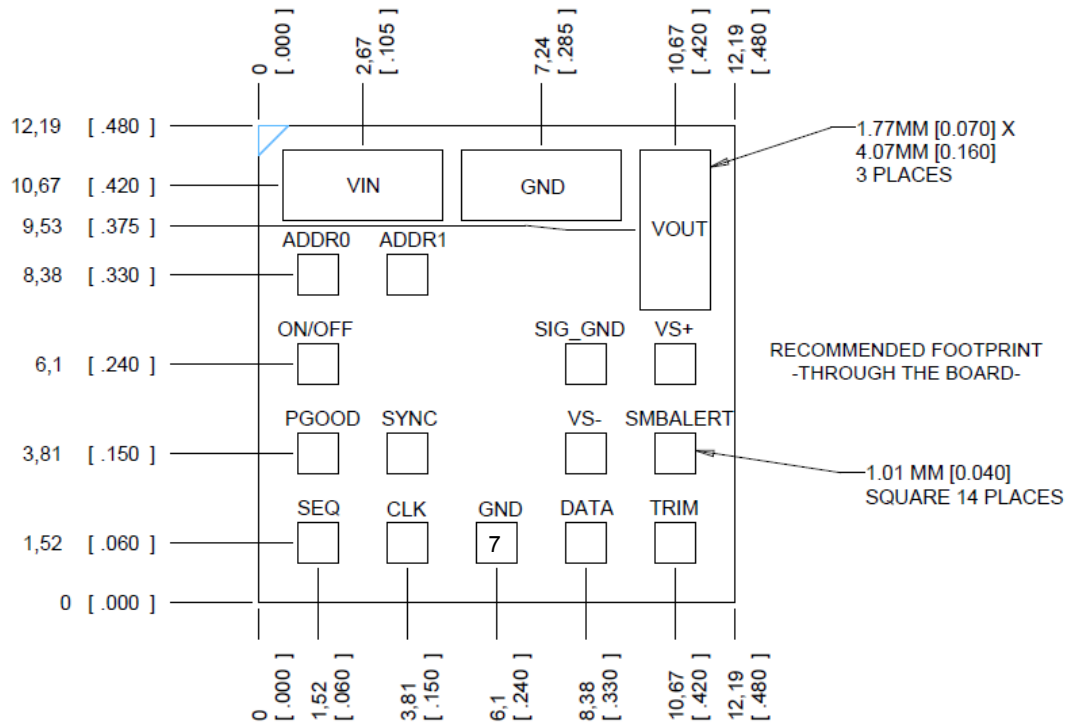 0
[ .000 ]
2,67
[ .105 ]
7,24
[ .285 ]
10,67
[ .420 ]
12,19
[ .480 ]
12,19 [ .480 ]
1.77MM [0.070] X
4.07MM [0.160]
3 PLACES
10,67 [ .420 ]
VIN
GND
9,53 [ .375 ]
VOUT
ADDR0
ADDR1
8,38 [ .330 ]
ON/OFF
SIG_GND
VS+
6,1 [ .240 ]
RECOMMENDED FOOTPRINT
-THROUGH THE BOARD-
PGOOD
SYNC
VS-
SMBALERT
3,81 [ .150 ]
1.01 MM [0.040]
SQUARE 14 PLACES
SEQ
CLK
GND
DATA
TRIM
1,52 [ .060 ]
7
0 [ .000 ]
0
[ .000 ]
1,52
[ .060 ]
3,81
[ .150 ]
6,1
[ .240 ]
8,38
[ .330 ]
10,67
[ .420 ]
12,19
[ .480 ]